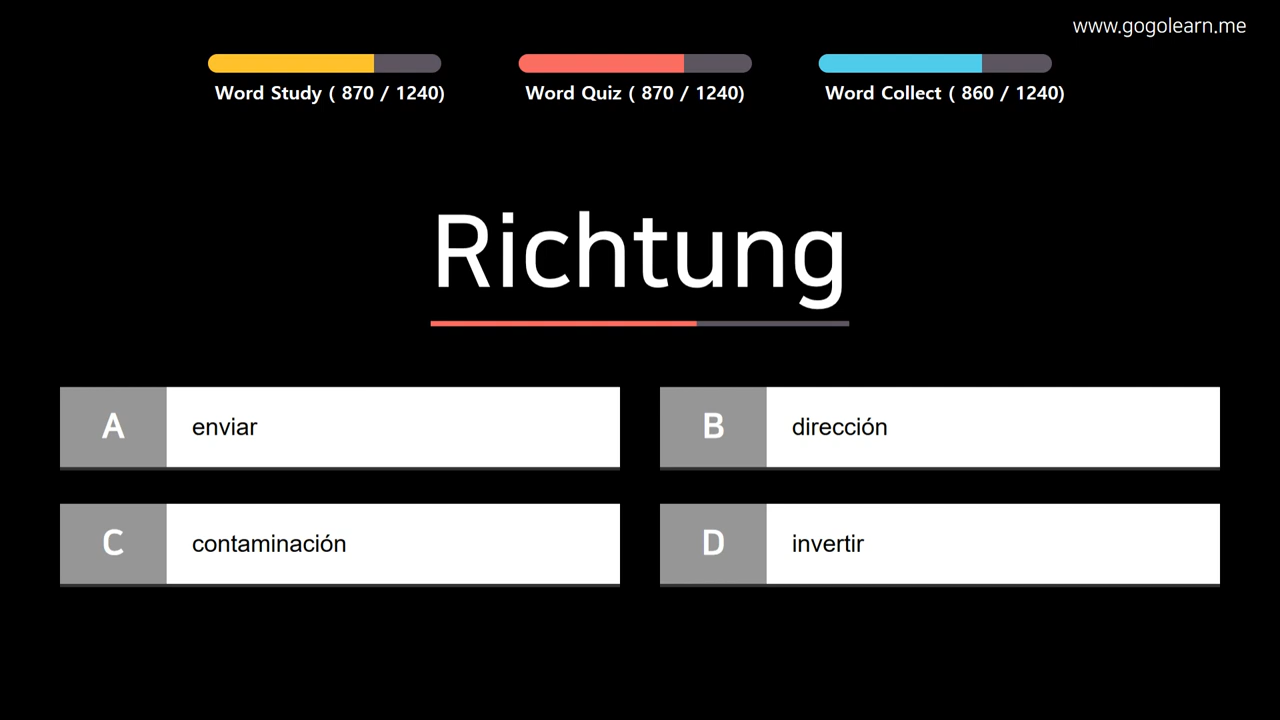 www.gogolearn.me
Word Study ( 870 / 1240)
Word Quiz ( 870 / 1240)
Word Collect ( 860 / 1240)
Richtung
A
enviar
B
dirección
C
contaminación
D
invertir